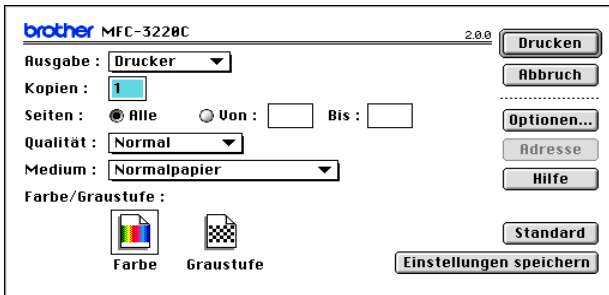 brother MFC-3220C 2.0.0
Drucken
Ausgabe : Drucker
Abbruch
Kopien : 1
Seiten : Alle Von : Bis :
Optionen...
Qualität : Normal
Adresse
Medium : Normalpapier
Hilfe
Farbe/Graustufe :
Farbe Graustufe
Standard
Einstellungen speichern